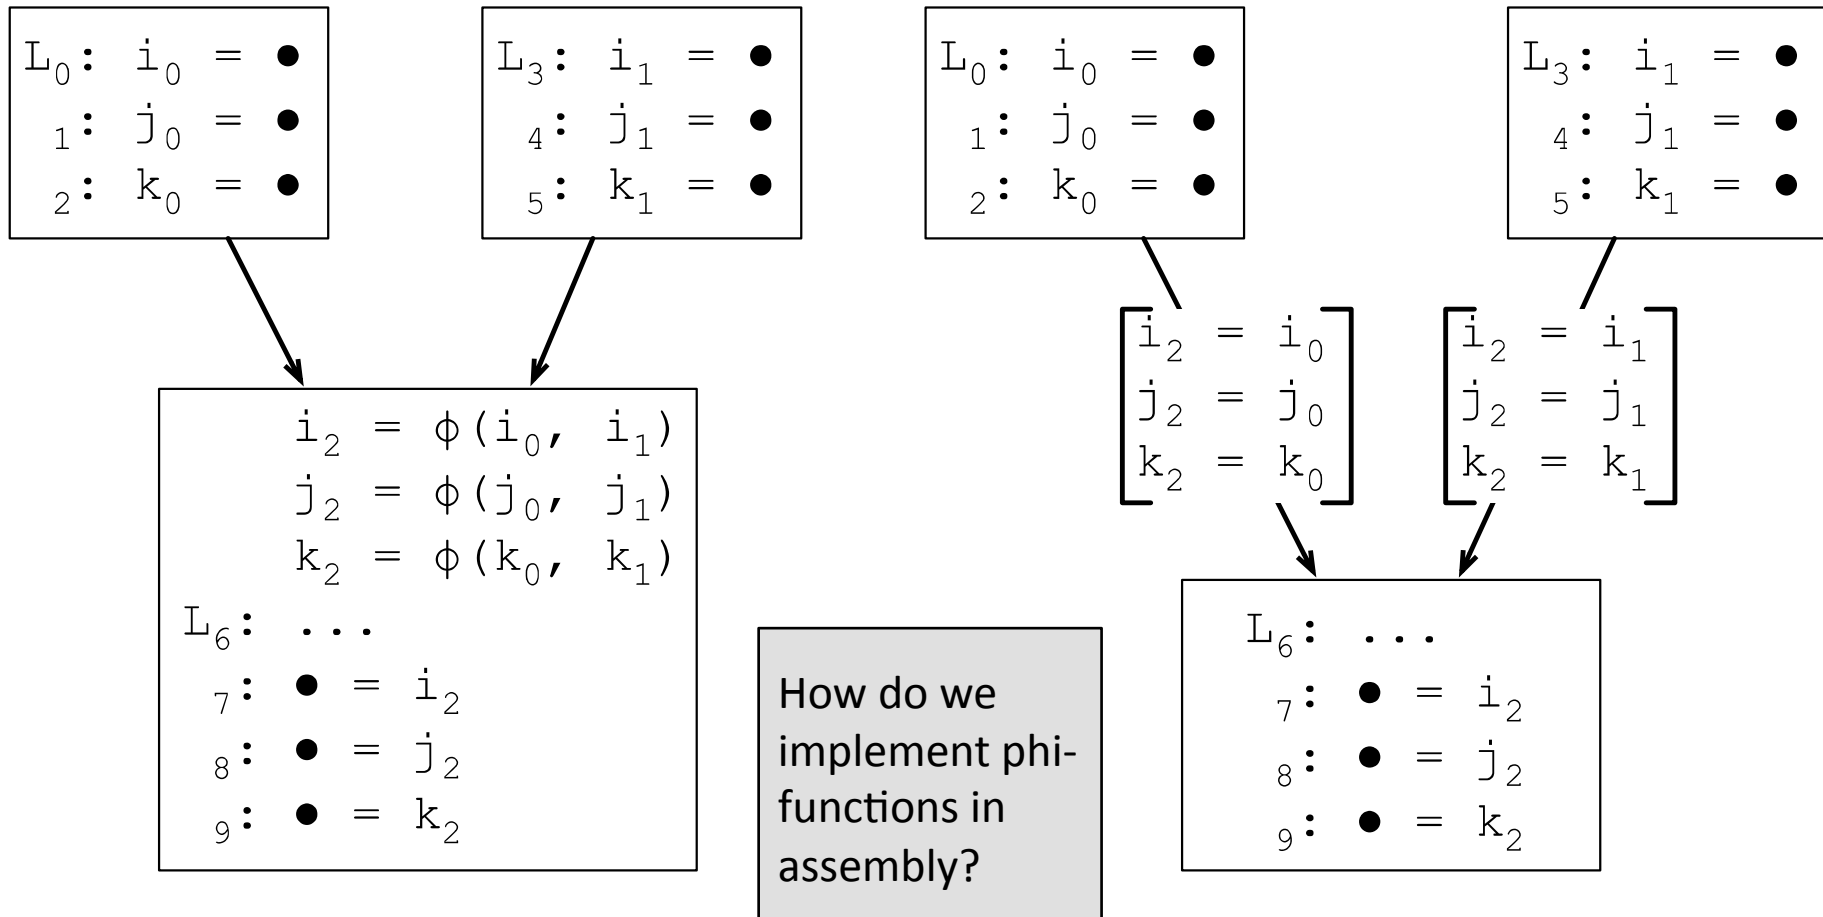 L₀: i₀ = ●
₁: j₀ = ●
₂: k₀ = ●
L₃: i₁ = ●
₄: j₁ = ●
₅: k₁ = ●
i₂ = ϕ(i₀, i₁)
j₂ = ϕ(j₀, j₁)
k₂ = ϕ(k₀, k₁)
L₆: ...
₇: ● = i₂
₈: ● = j₂
₉: ● = k₂
How do we
implement phi-
functions in
assembly?
L₀: i₀ = ●
₁: j₀ = ●
₂: k₀ = ●
L₃: i₁ = ●
₄: j₁ = ●
₅: k₁ = ●
i₂ = i₀
j₂ = j₀
k₂ = k₀
i₂ = i₁
j₂ = j₁
k₂ = k₁
L₆: ...
₇: ● = i₂
₈: ● = j₂
₉: ● = k₂